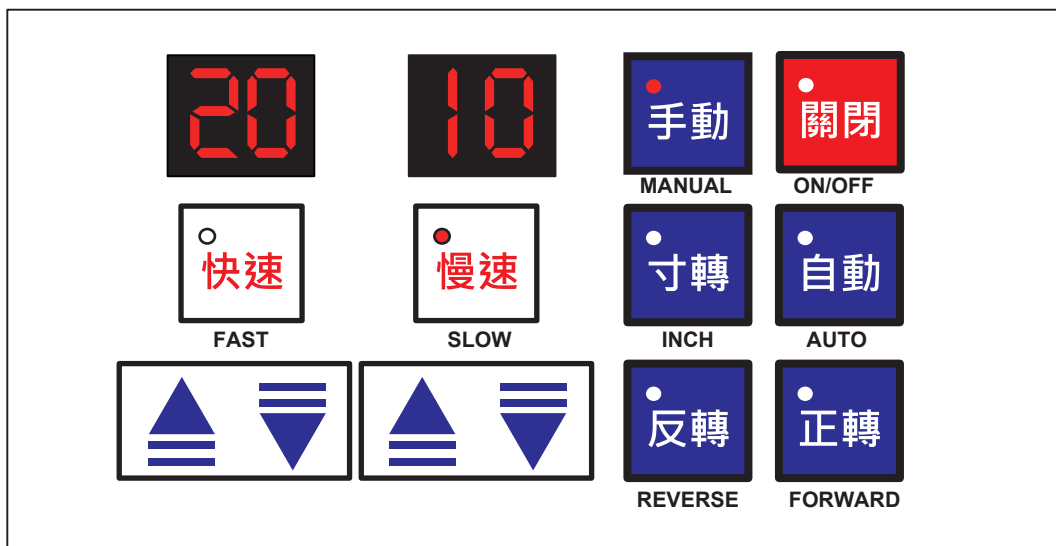 20
10
手動
MANUAL
關閉
ON/OFF
快速
FAST
慢速
SLOW
寸轉
INCH
自動
AUTO
反轉
REVERSE
正轉
FORWARD